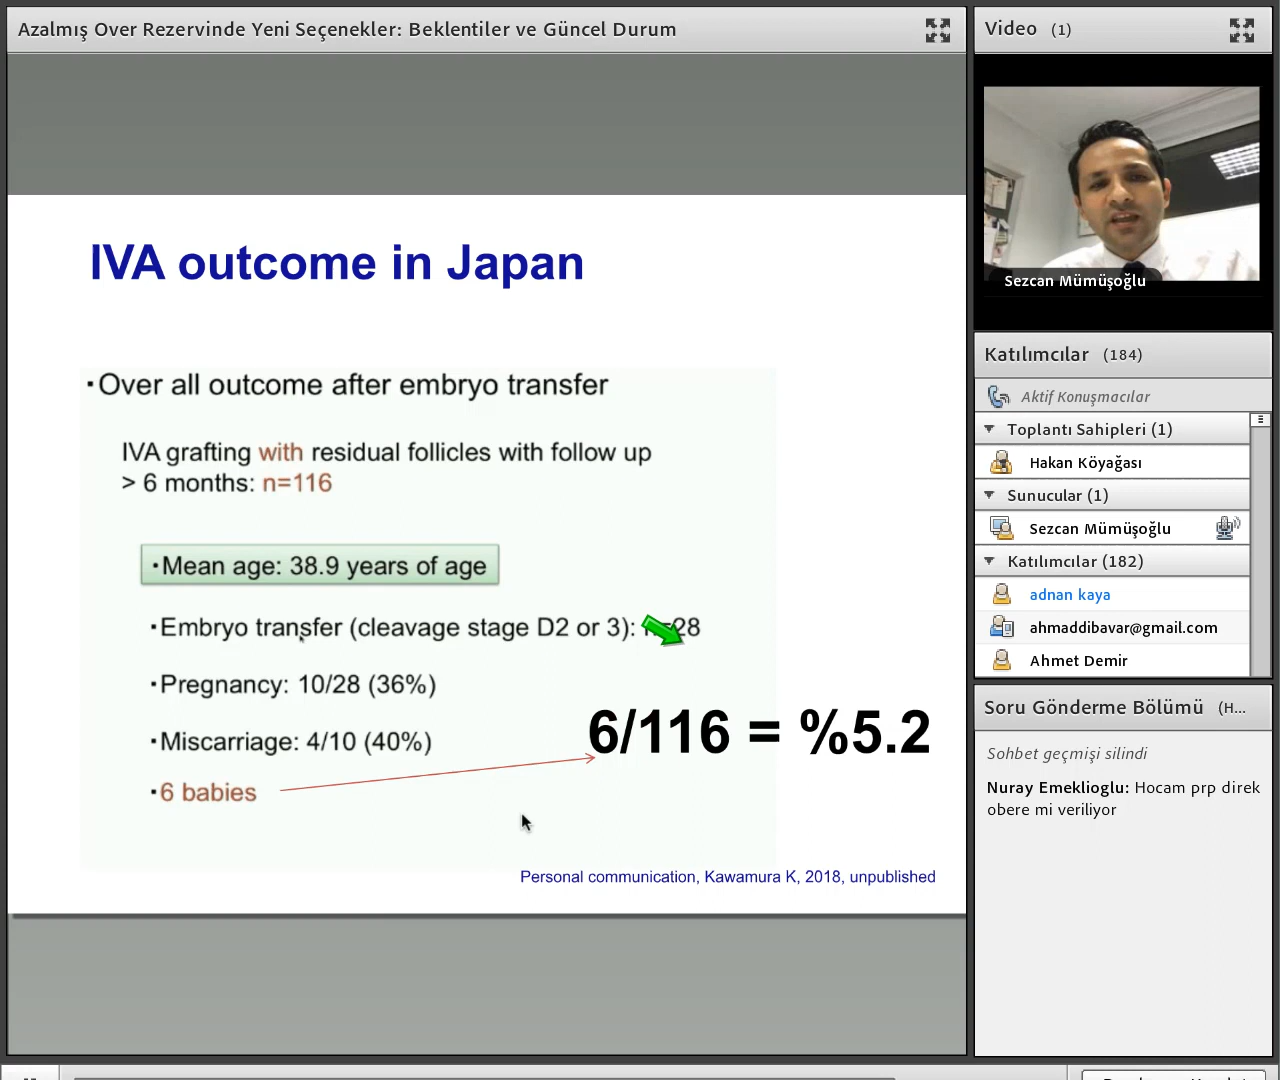 Azalmış Over Rezervinde Yeni Seçenekler: Beklentiler ve Güncel Durum
IVA outcome in Japan
▪Over all outcome after embryo transfer
IVA grafting with residual follicles with follow up
> 6 months: n=116
▪Mean age: 38.9 years of age
▪Embryo transfer (cleavage stage D2 or 3): 28
▪Pregnancy: 10/28 (36%)
▪Miscarriage: 4/10 (40%)
▪6 babies
6/116 = %5.2
Personal communication, Kawamura K, 2018, unpublished
Video (1)
Sezcan Mümüşoğlu
Katılımcılar (184)
Aktif Konuşmacılar
Toplantı Sahipleri (1)
Hakan Köyağası
Sunucular (1)
Sezcan Mümüşoğlu
Katılımcılar (182)
adnan kaya
ahmaddibavar@gmail.com
Ahmet Demir
Soru Gönderme Bölümü (H...
Sohbet geçmişi silindi
Nuray Emeklioglu: Hocam prp direk
obere mi veriliyor